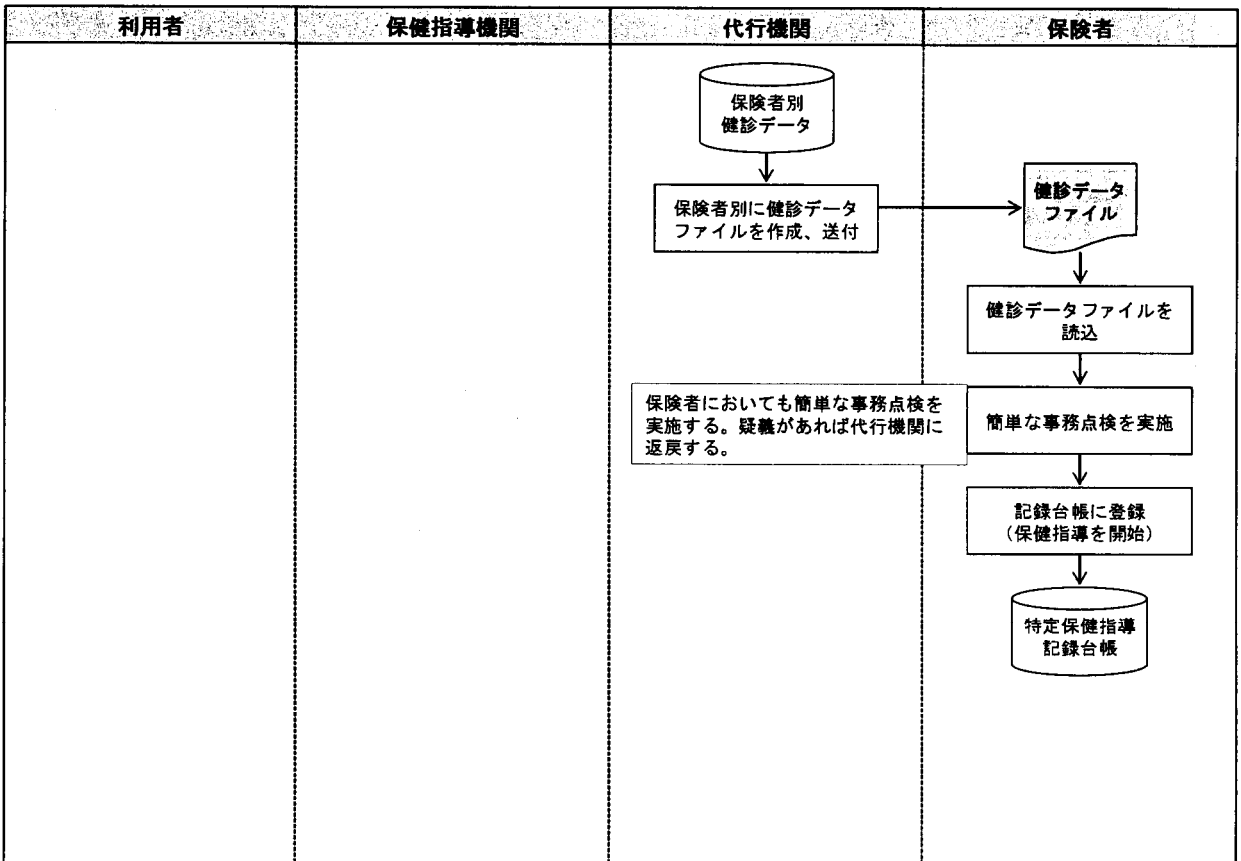 利用者
保健指導機関
代行機関
保険者
保険者別
健診データ
保険者別に健診データ
ファイルを作成、送付
健診データ
ファイル
健診データファイルを
読込
保険者においても簡単な事務点検を
実施する。疑義があれば代行機関に
返戻する。
簡単な事務点検を実施
記録台帳に登録
（保健指導を開始）
特定保健指導
記録台帳